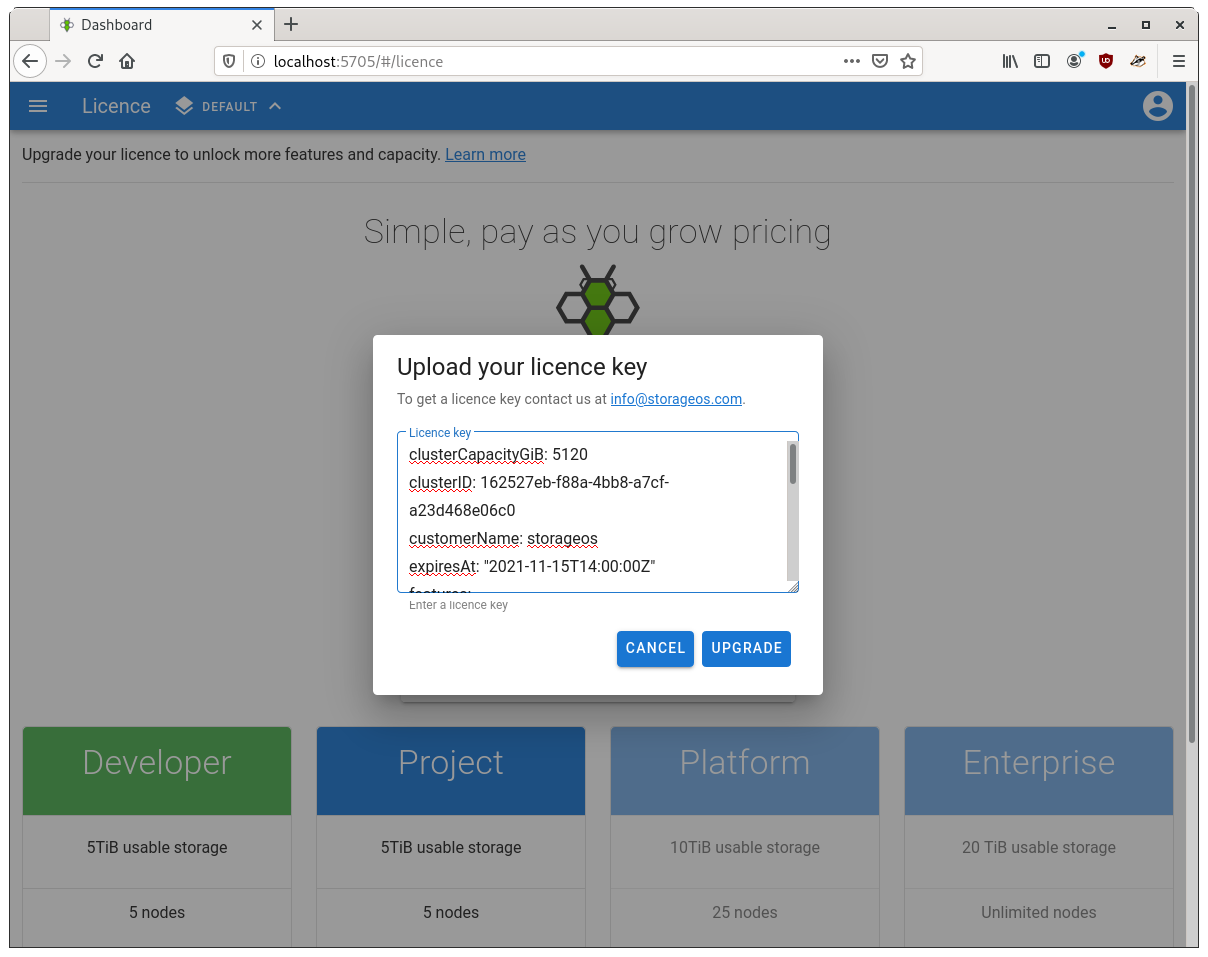 Dashboard
localhost:5705/#/licence
Licence DEFAULT
Upgrade your licence to unlock more features and capacity. Learn more
Simple, pay as you grow pricing
Upload your licence key
To get a licence key contact us at info@storageos.com.
Licence key
clusterCapacityGiB: 5120
clusterID: 162527eb-f88a-4bb8-a7cf-
a23d468e06c0
customerName: storageos
expiresAt: "2021-11-15T14:00:00Z"
features:
Enter a licence key
CANCEL UPGRADE
Developer Project Platform Enterprise
5TiB usable storage 5TiB usable storage 10TiB usable storage 20 TiB usable storage
5 nodes 5 nodes 25 nodes Unlimited nodes